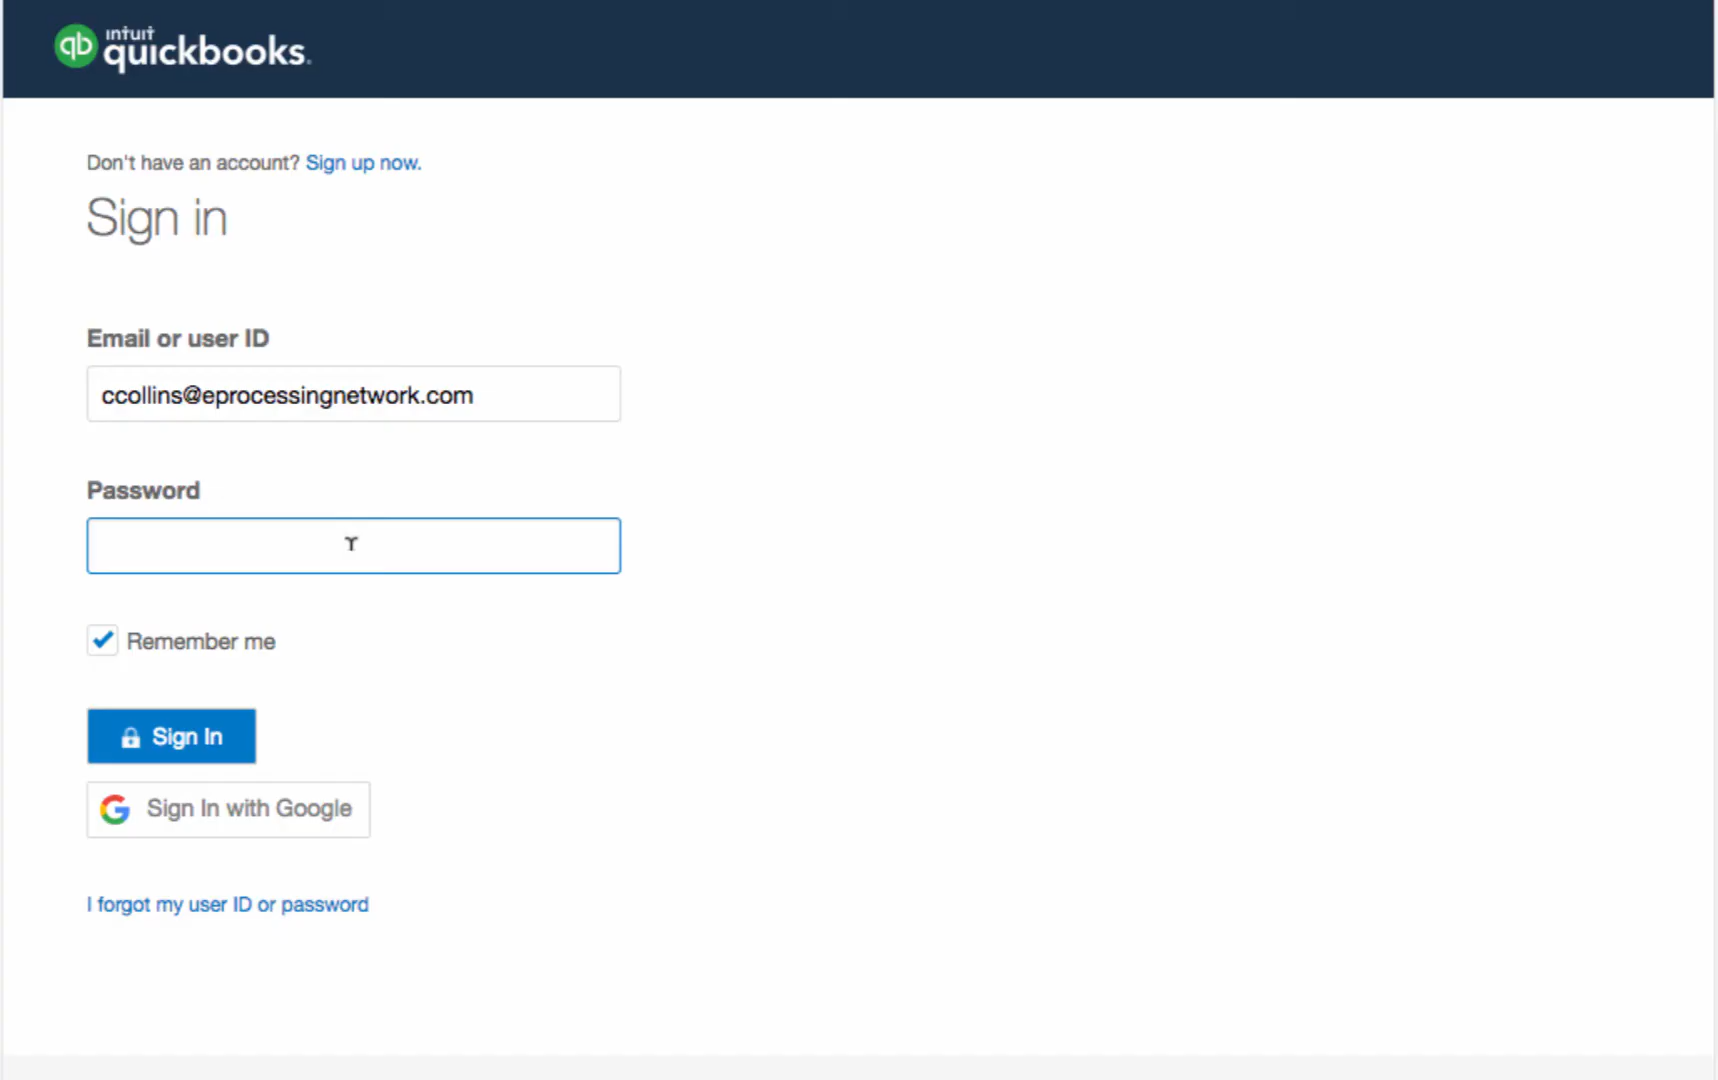 qb intuit
quickbooks.
Don't have an account? Sign up now.
Sign in
Email or user ID
ccollins@eprocessingnetwork.com
Password
Remember me
Sign In
G Sign In with Google
I forgot my user ID or password